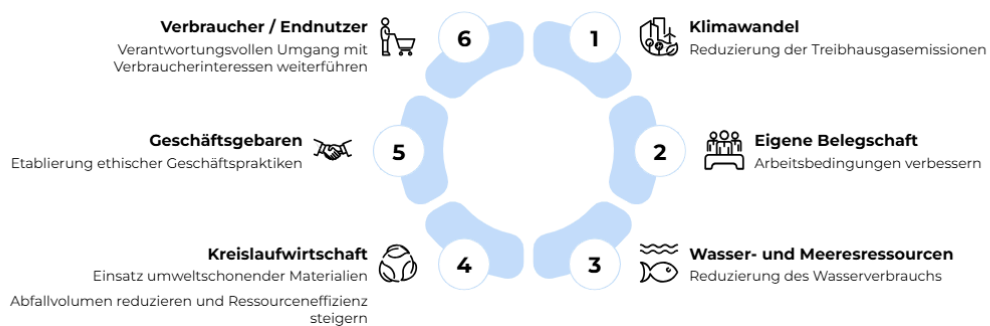 1
Klimawandel
Reduzierung der Treibhausgasemissionen
2
Eigene Belegschaft
Arbeitsbedingungen verbessern
3
Wasser- und Meeresressourcen
Reduzierung des Wasserverbrauchs
4
Kreislaufwirtschaft
Einsatz umweltschonender Materialien
Abfallvolumen reduzieren und Ressourceneffizienz
steigern
5
Geschäftsgebaren
Etablierung ethischer Geschäftspraktiken
6
Verbraucher / Endnutzer
Verantwortungsvollen Umgang mit
Verbraucherinteressen weiterführen